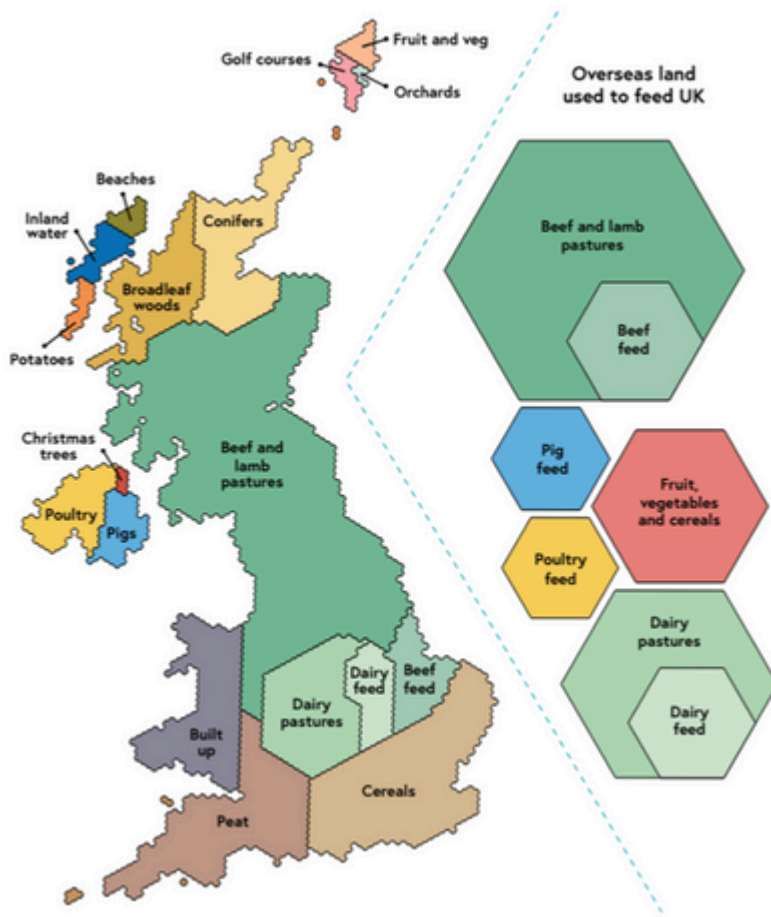 Fruit and veg
Golf courses
Orchards
Beaches
Inland
water
Conifers
Broadleaf
woods
Potatoes
Beef and
lamb
pastures
Christmas
trees
Poultry
Pigs
Dairy
feed
Beef
feed
Dairy
pastures
Built
up
Cereals
Peat
Overseas land
used to feed UK
Beef and lamb
pastures
Beef
feed
Pig
feed
Fruit,
vegetables
and cereals
Poultry
feed
Dairy
pastures
Dairy
feed